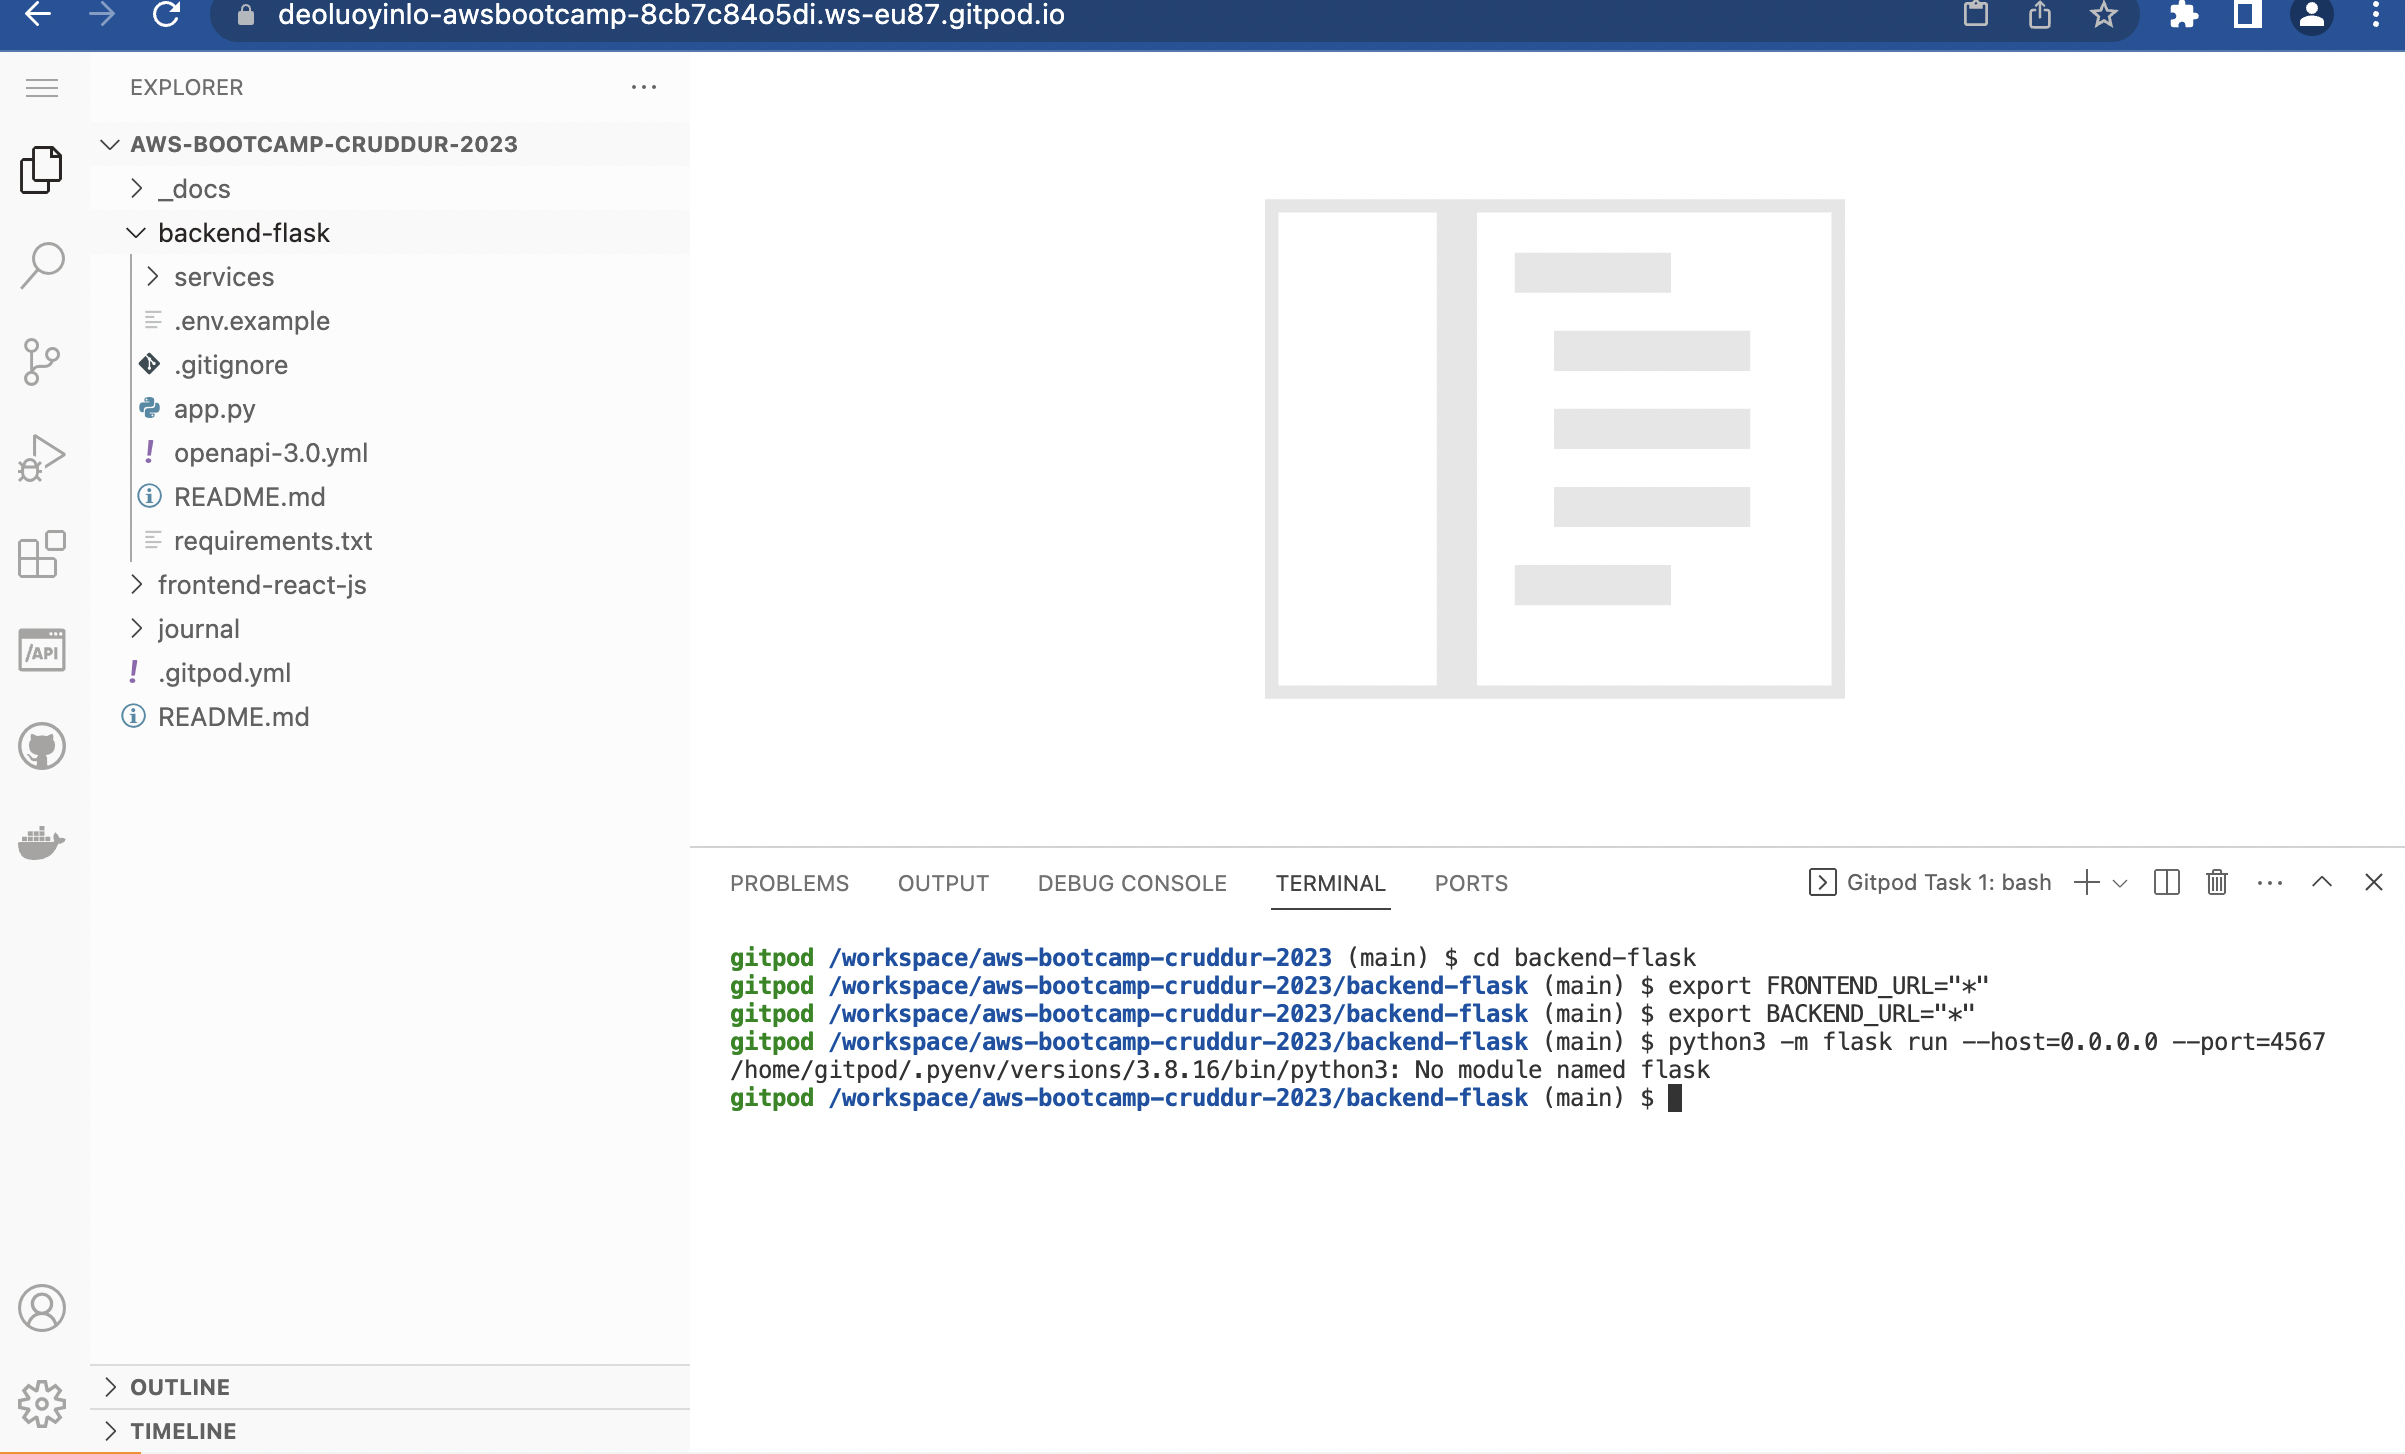 deoluoyinlo-awsbootcamp-8cb7c84o5di.ws-eu87.gitpod.io
EXPLORER
AWS-BOOTCAMP-CRUDDUR-2023
_docs
backend-flask
services
.env.example
.gitignore
app.py
! openapi-3.0.yml
README.md
requirements.txt
frontend-react-js
/API
journal
! .gitpod.yml
README.md
PROBLEMS OUTPUT DEBUG CONSOLE TERMINAL PORTS Gitpod Task 1: bash
gitpod /workspace/aws-bootcamp-cruddur-2023 (main) $ cd backend-flask
gitpod /workspace/aws-bootcamp-cruddur-2023/backend-flask (main) $ export FRONTEND_URL="*"
gitpod /workspace/aws-bootcamp-cruddur-2023/backend-flask (main) $ export BACKEND_URL="*"
gitpod /workspace/aws-bootcamp-cruddur-2023/backend-flask (main) $ python3 -m flask run --host=0.0.0.0 --port=4567
/home/gitpod/.pyenv/versions/3.8.16/bin/python3: No module named flask
gitpod /workspace/aws-bootcamp-cruddur-2023/backend-flask (main) $
OUTLINE
TIMELINE